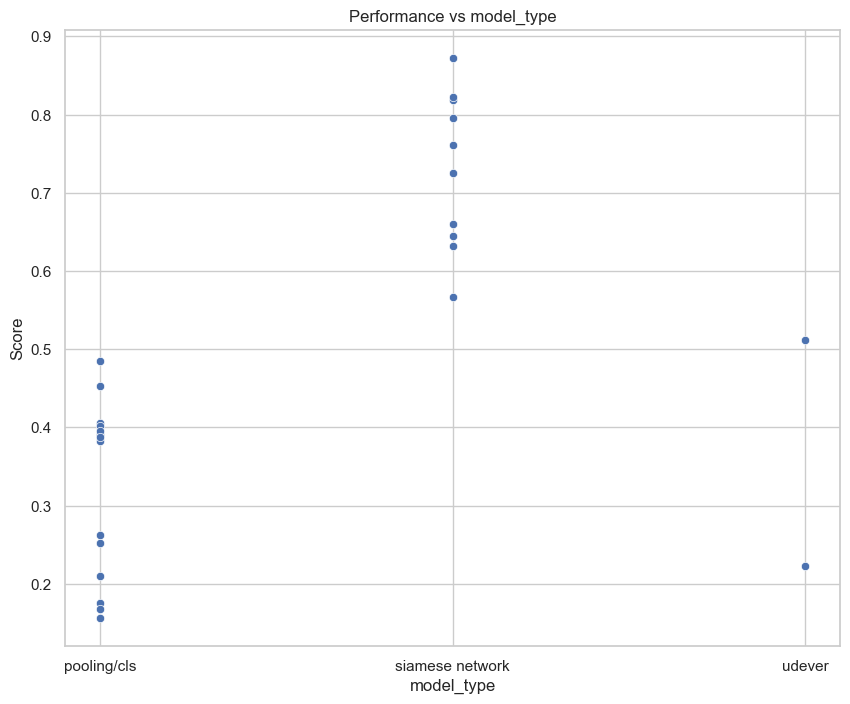 Performance vs model_type
0.9
0.8
0.7
0.6
0.5
0.4
0.3
0.2
Score
pooling/cls
siamese network
udever
model_type